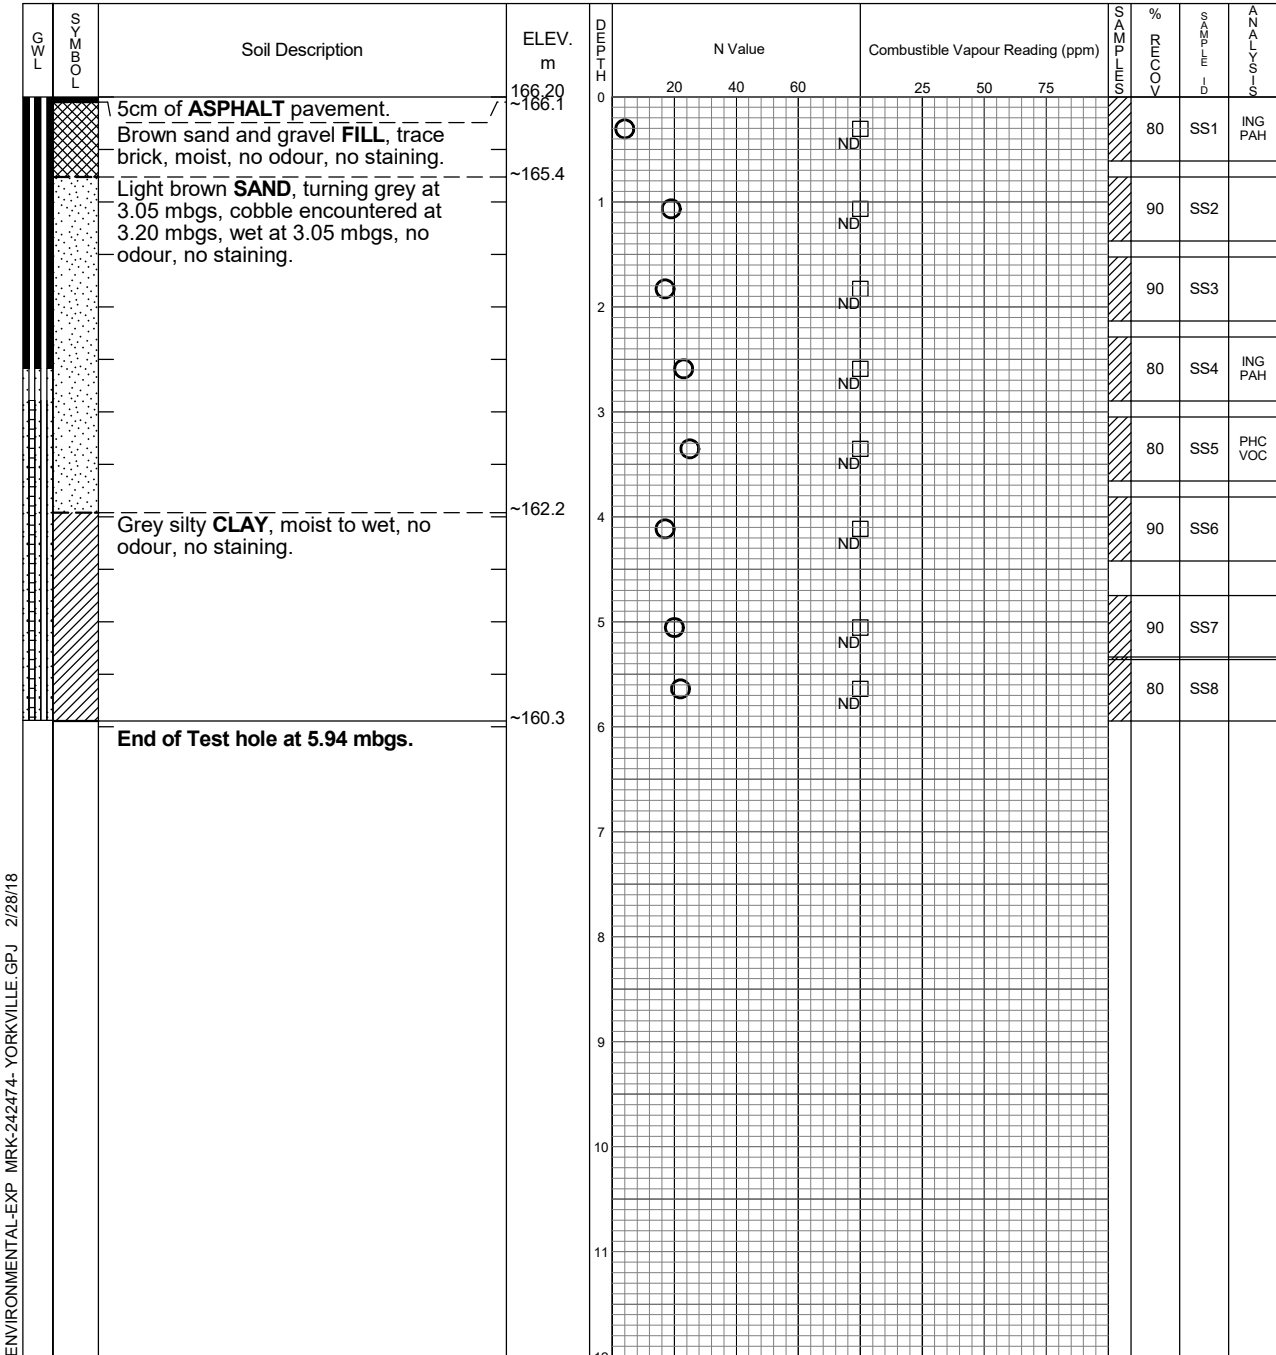 GWL
SYMBOL
Soil Description
ELEV.
m
DEPTH
N Value
Combustible Vapour Reading (ppm)
SAMPLES
% RECOV
SAMPLE ID
ANALYSIS
20 40 60
25 50 75
166.20
0
~166.1
5cm of ASPHALT pavement.
Brown sand and gravel FILL, trace
brick, moist, no odour, no staining.
ND
80
SS1
ING
PAH
~165.4
Light brown SAND, turning grey at
3.05 mbgs, cobble encountered at
3.20 mbgs, wet at 3.05 mbgs, no
odour, no staining.
1
ND
90
SS2
ND
90
SS3
2
ND
80
SS4
ING
PAH
3
ND
80
SS5
PHC
VOC
~162.2
Grey silty CLAY, moist to wet, no
odour, no staining.
4
ND
90
SS6
5
ND
90
SS7
ND
80
SS8
~160.3
6
End of Test hole at 5.94 mbgs.
7
8
9
10
11
ENVIRONMENTAL-EXP MRK-242474- YORKVILLE.GPJ 2/28/18